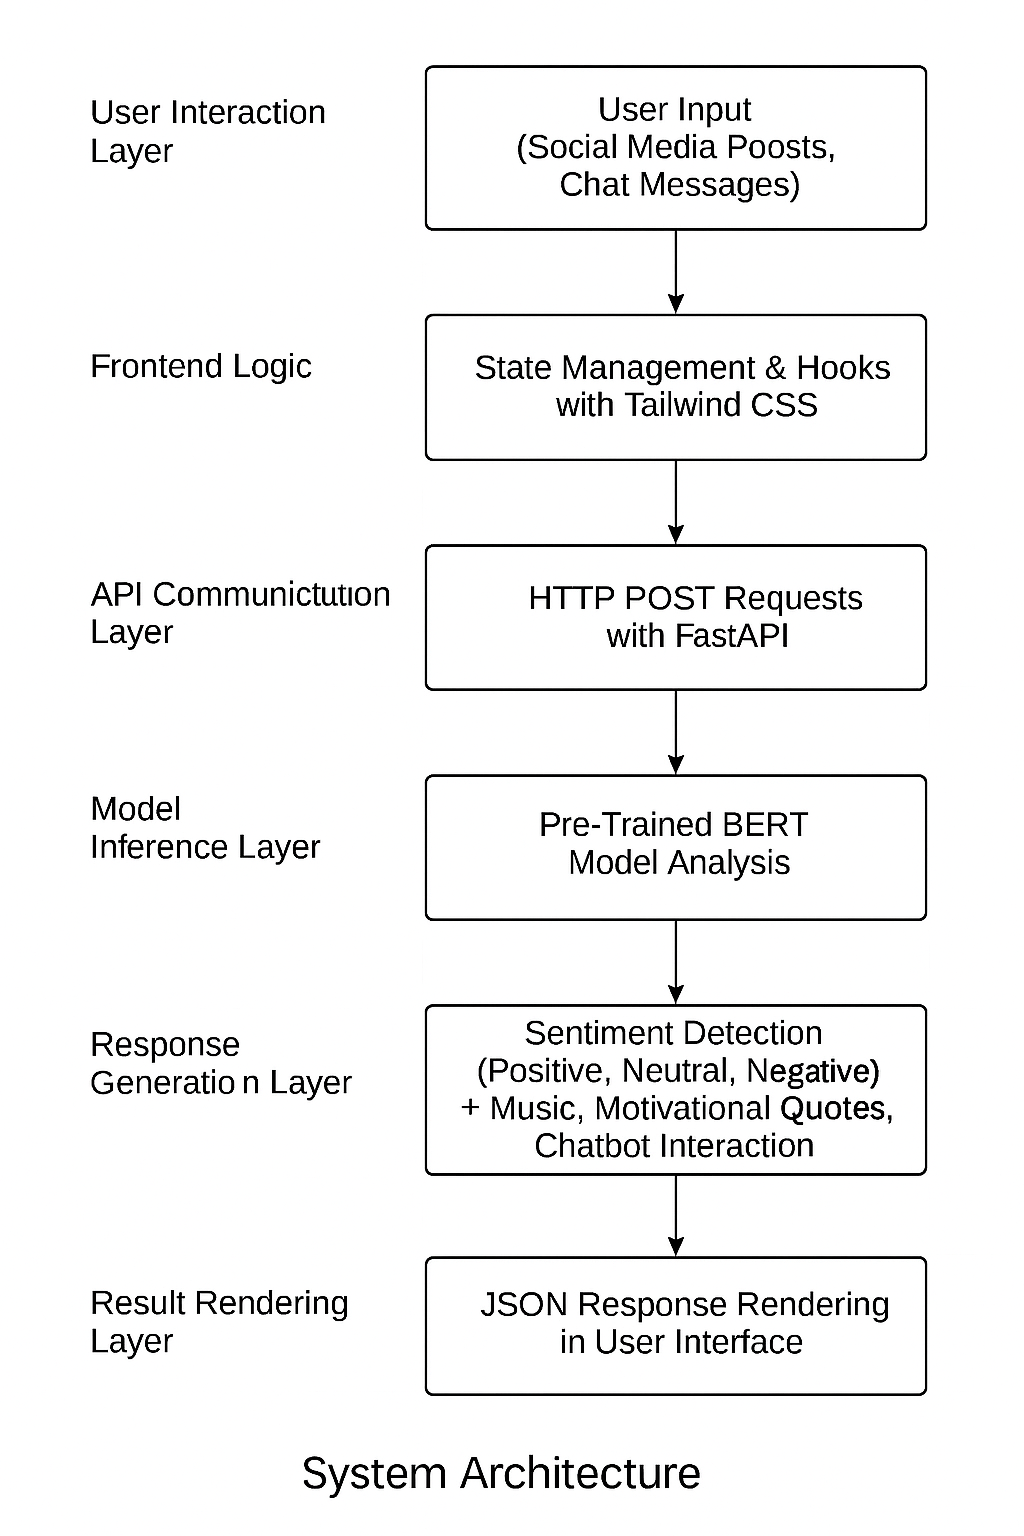 User Interaction
Layer
User Input
(Social Media Poosts,
Chat Messages)
Frontend Logic
State Management & Hooks
with Tailwind CSS
API Communictutıon
Layer
HTTP POST Requests
with FastAPI
Model
Inference Layer
Pre-Trained BERT
Model Analysis
Response
Generatio n Layer
Sentiment Detection
(Positive, Neutral, Negative)
+ Music, Motivational Quotes,
Chatbot Interaction
Result Rendering
Layer
JSON Response Rendering
in User Interface
System Architecture